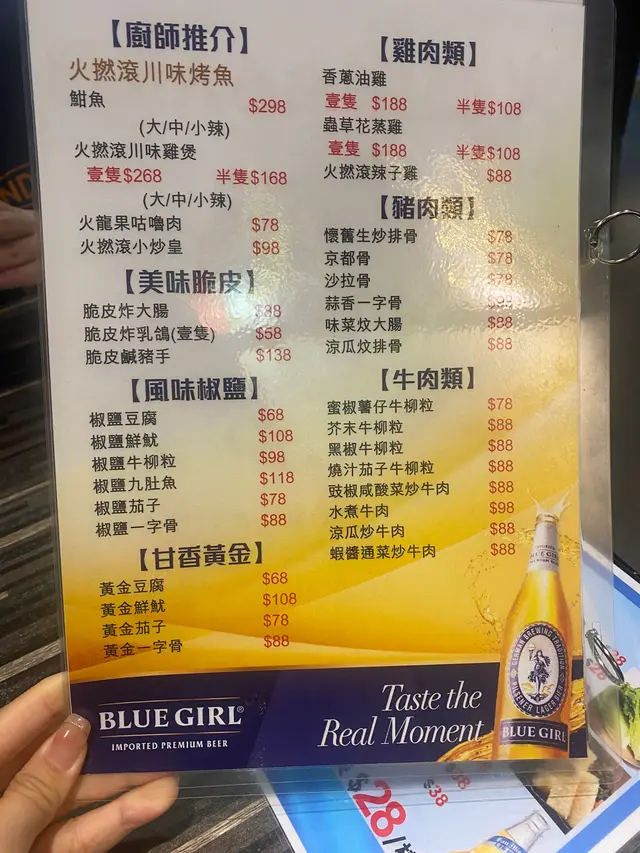 【廚師推介】
火撚滾川味烤魚
鮒魚 $298
(大/中/小辣)
火撚滾川味雞煲
壹隻$268 半隻$168
(大/中/小辣)
火龍果咕嚕肉 $78
火撚滾小炒皇 $98
【美味脆皮】
脆皮炸大腸 $88
脆皮炸乳鴿(壹隻) $58
脆皮鹹豬手 $138
【風味椒鹽】
椒鹽豆腐 $68
椒鹽鮮魷 $108
椒鹽牛柳粒 $98
椒鹽九肚魚 $118
椒鹽茄子 $78
椒鹽一字骨 $88
【甘香黃金】
黃金豆腐 $68
黃金鮮魷 $108
黃金茄子 $78
黃金一字骨 $88
【雞肉類】
香蔥油雞
壹隻 $188 半隻$108
蟲草花蒸雞
壹隻 $188 半隻$108
火撚滾辣子雞 $88
【豬肉類】
懷舊生炒排骨 $78
京都骨 $78
沙拉骨 $78
蒜香一字骨
味菜炆大腸 $88
涼瓜炆排骨 $88
【牛肉類】
蜜椒薯仔牛柳粒 $78
芥末牛柳粒 $88
黑椒牛柳粒 $88
燒汁茄子牛柳粒 $88
豉椒咸酸菜炒牛肉 $88
水煮牛肉 $98
涼瓜炒牛肉 $88
蝦醬通菜炒牛肉 $88
BLUE GIRL®
IMPORTED PREMIUM BEER
Taste the
Real Moment
BLUE GIRL
GERMAN BREWING TRADITION
PILSENER LAGER BEER
BLUE GIRL
$28/
$38
38
28